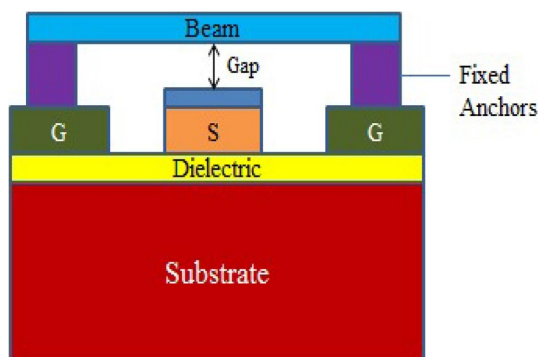 Beam
Gap
Fixed
Anchors
G
S
G
Dielectric
Substrate